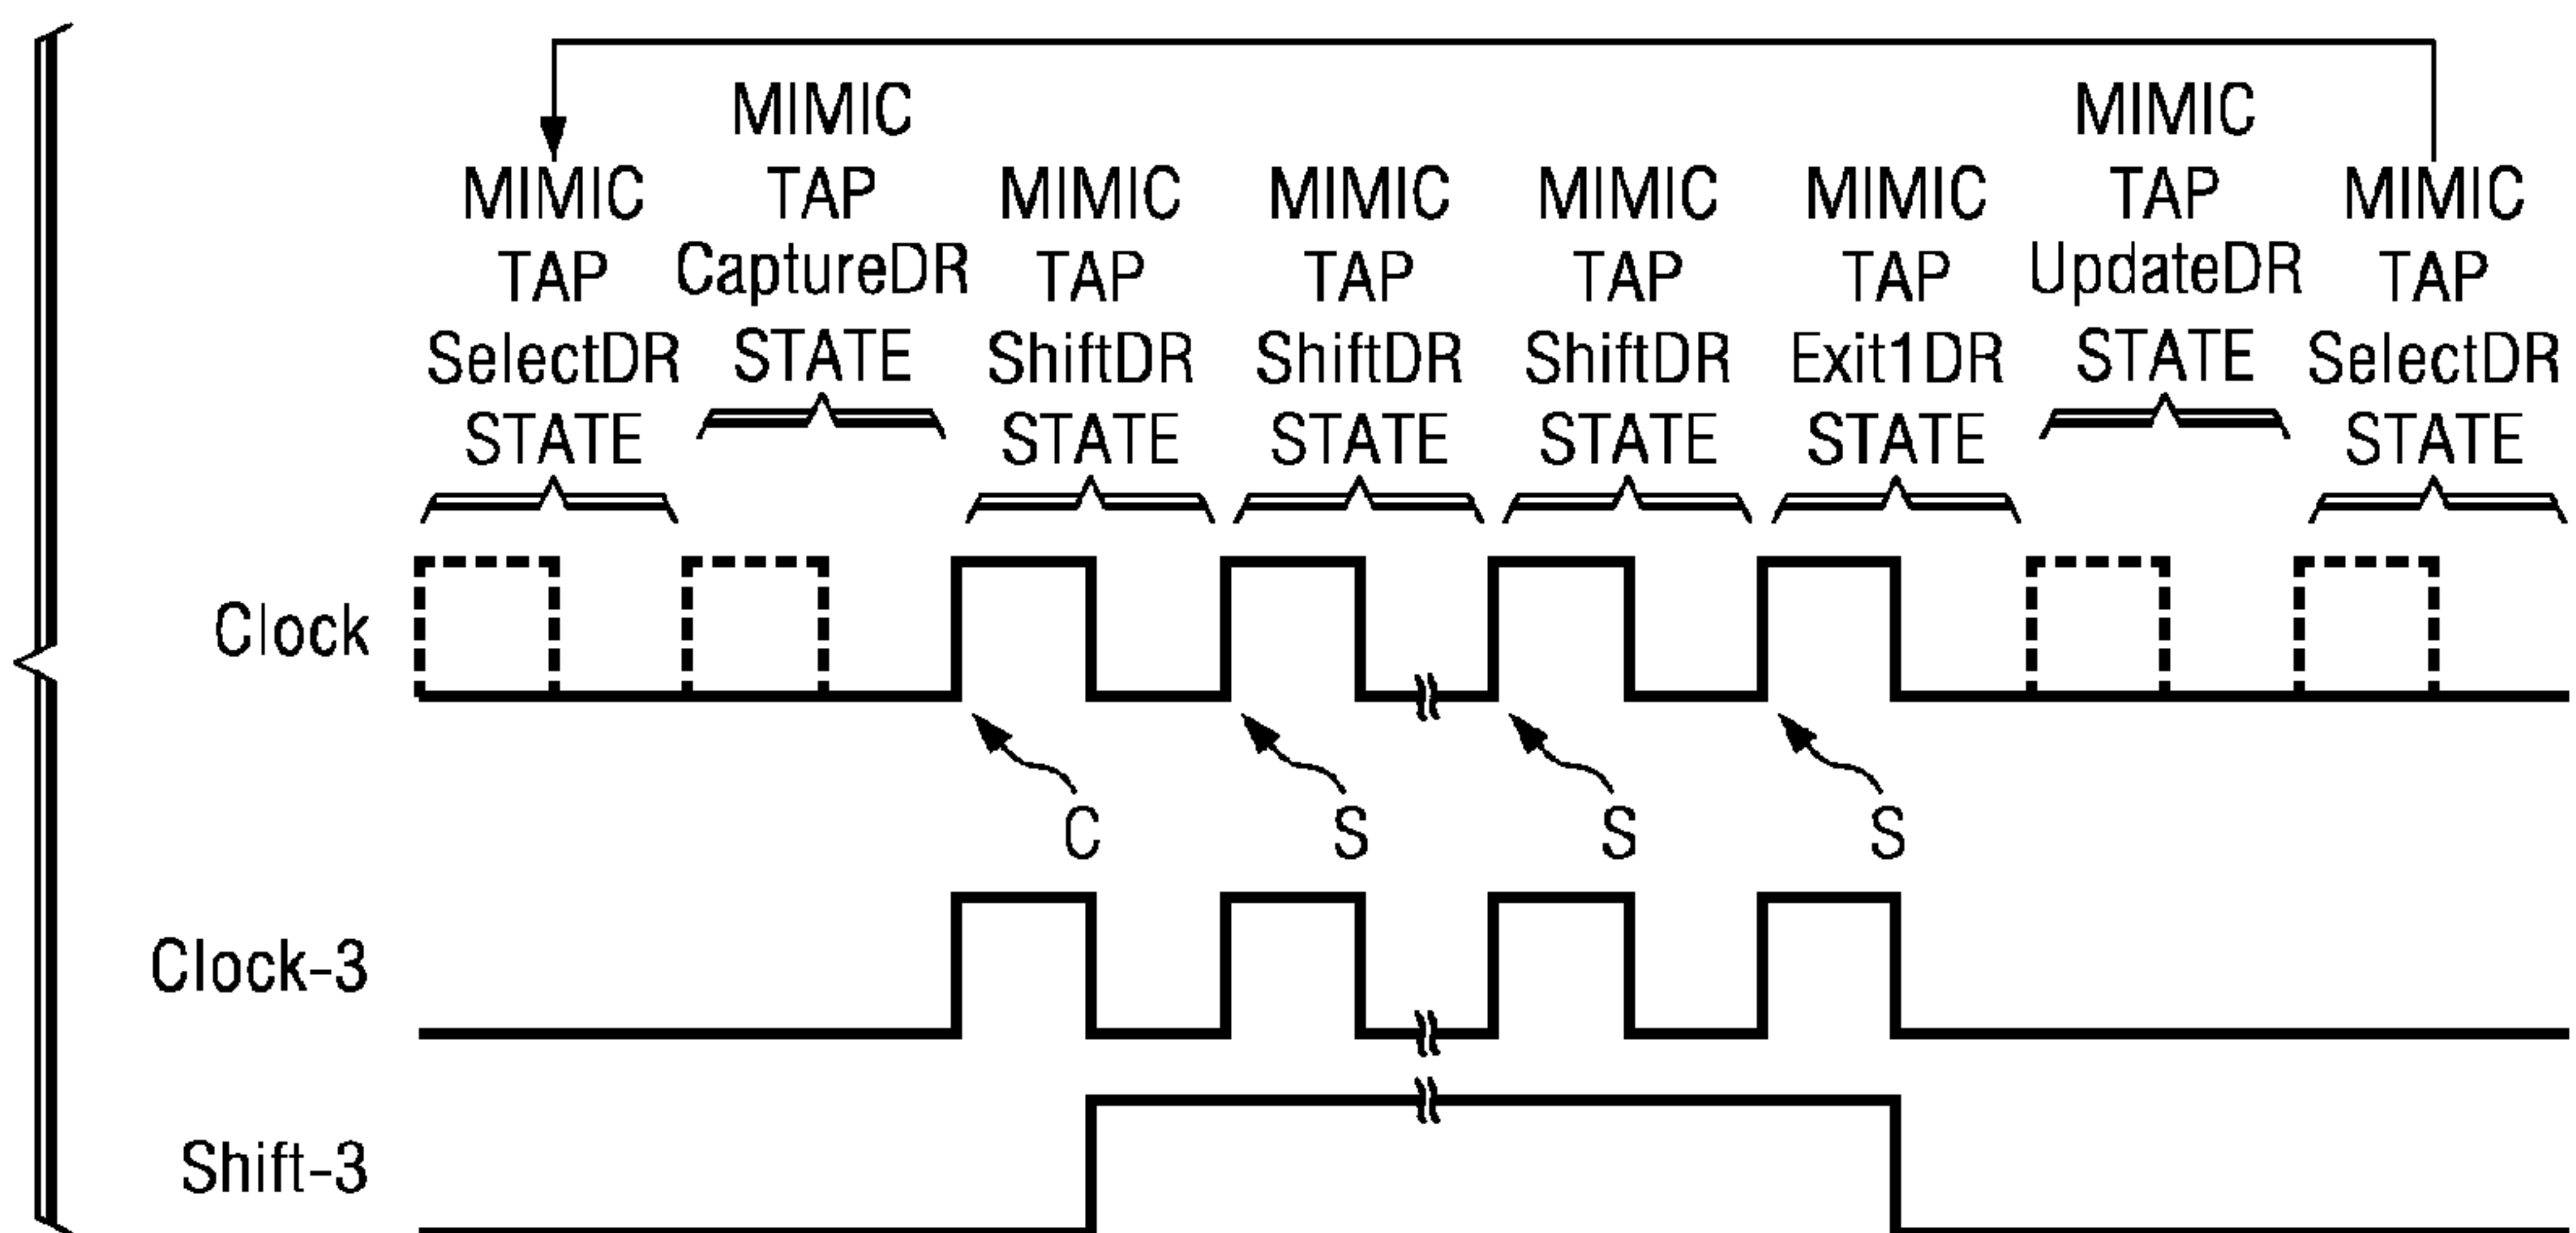 MIMIC
TAP
SelectDR
STATE
MIMIC
TAP
CaptureDR
STATE
MIMIC
TAP
ShiftDR
STATE
MIMIC
TAP
ShiftDR
STATE
MIMIC
TAP
ShiftDR
STATE
MIMIC
TAP
Exit1DR
STATE
MIMIC
TAP
UpdateDR
STATE
MIMIC
TAP
SelectDR
STATE
Clock
C
S
S
S
Clock-3
Shift-3